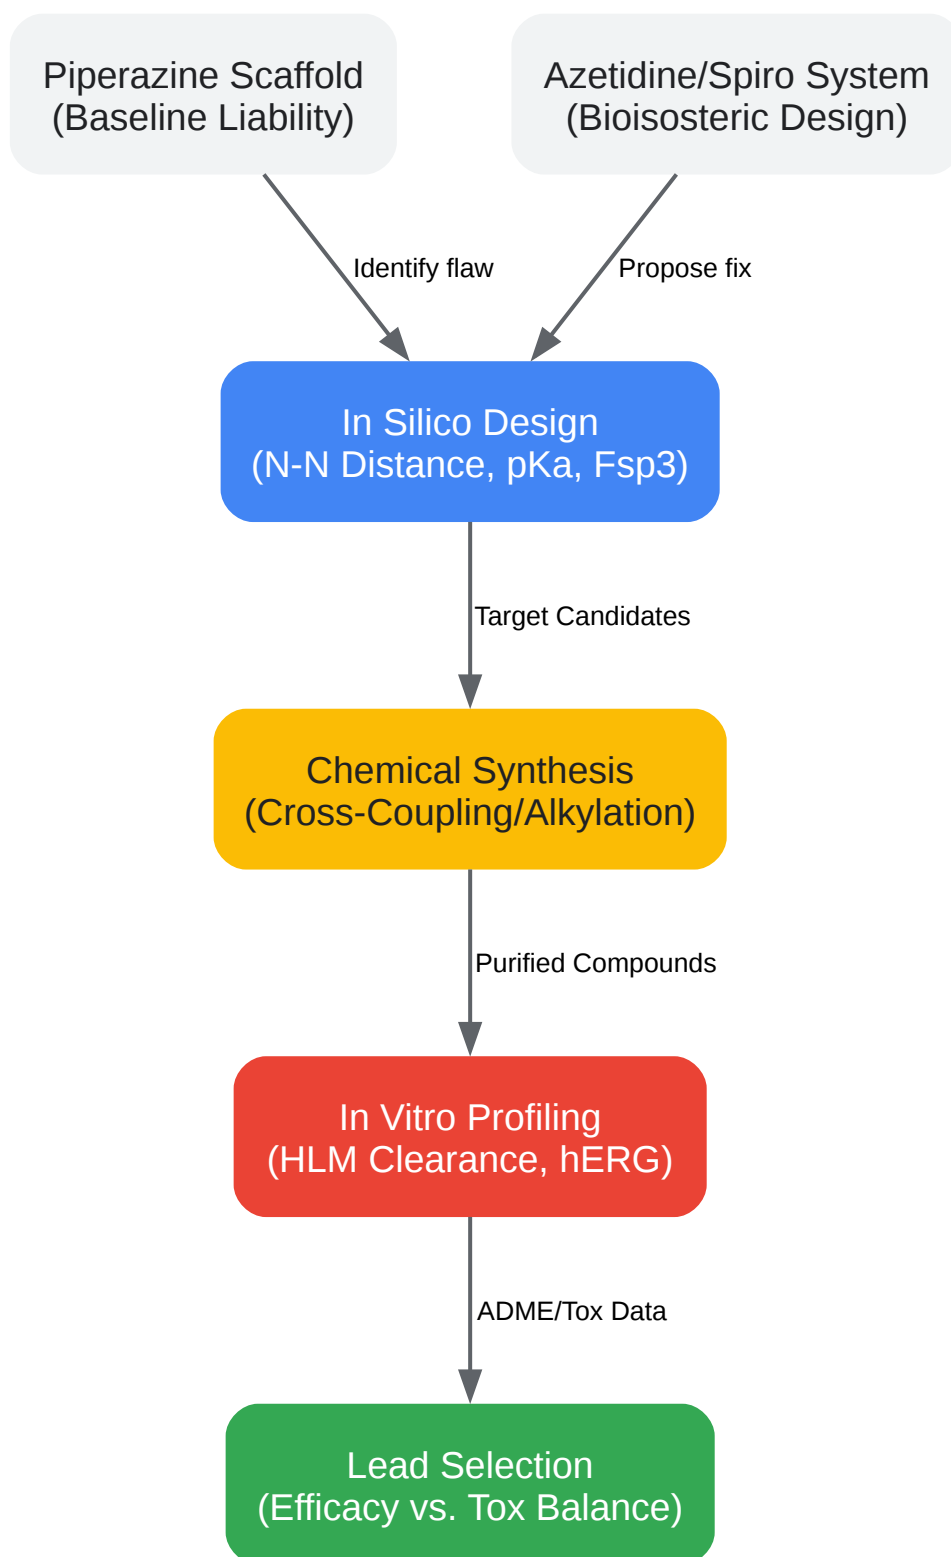 Piperazine Scaffold
(Baseline Liability)
Azetidine/Spiro System
(Bioisosteric Design)
Identify flaw
Propose fix
In Silico Design
(N-N Distance, pKa, Fsp3)
Target Candidates
Chemical Synthesis
(Cross-Coupling/Alkylation)
Purified Compounds
In Vitro Profiling
(HLM Clearance, hERG)
ADME/Tox Data
Lead Selection
(Efficacy vs. Tox Balance)